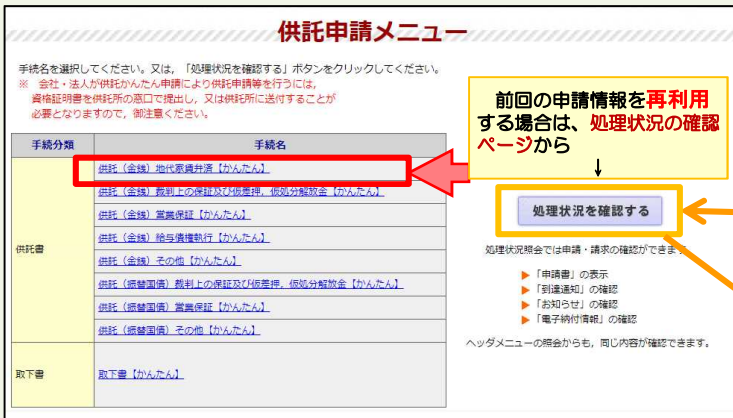 供託申請メニュー
手続名を選択してください。又は，「処理状況を確認する」ボタンをクリックしてください。
※ 会社・法人が供託かんたん申請により供託申請等を行うには，
資格証明書を供託所の窓口で提出し，又は供託所に送付することが
必要となりますので，御注意ください。
手続分類 手続名
供託書
供託（金銭）地代家賃弁済【かんたん】
供託（金銭）裁判上の保証及び仮差押，仮処分解放金【かんたん】
供託（金銭）営業保証【かんたん】
供託（金銭）給与債権執行【かんたん】
供託（金銭）その他【かんたん】
供託（振替国債）裁判上の保証及び仮差押，仮処分解放金【かんたん】
供託（振替国債）営業保証【かんたん】
供託（振替国債）その他【かんたん】
取下書
取下書【かんたん】
前回の申請情報を再利用
する場合は、処理状況の確認
ページから
↓
処理状況を確認する
処理状況照会では申請・請求の確認ができます
▶「申請書」の表示
▶「到達通知」の確認
▶「お知らせ」の確認
▶「電子納付情報」の確認
ヘッダメニューの照会からも，同じ内容が確認できます。